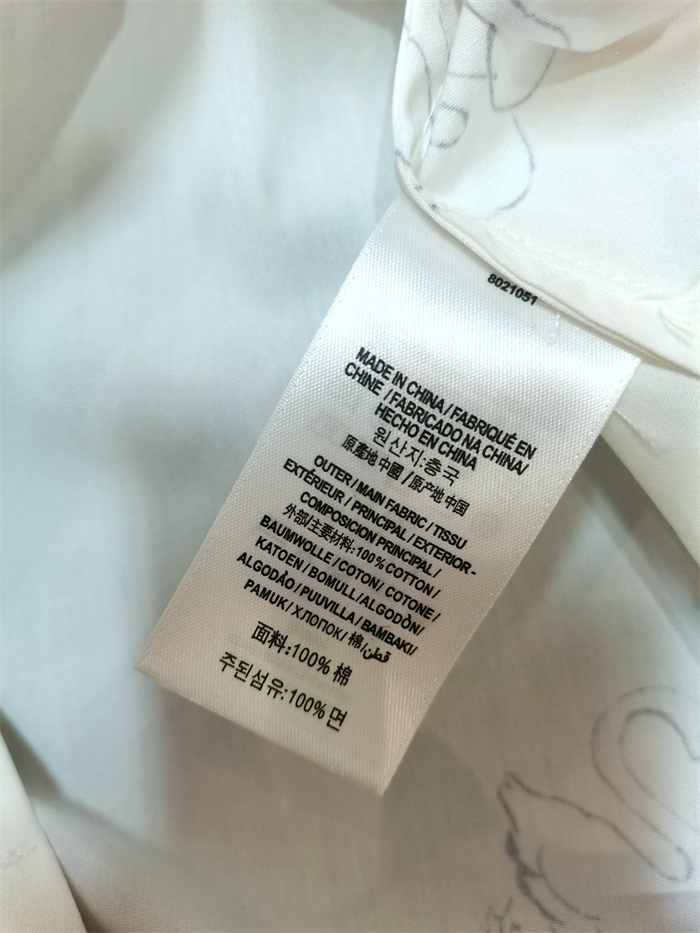 8021051
MADE IN CHINA / FABRIQUÉ EN
CHINE / FABRICADO NA CHINA/
HECHO EN CHINA
원산지:충국
原產地 中國 / 原产地 中国
OUTER / MAIN FABRIC / TISSU
EXTÉRIEUR / PRINCIPAL / EXTERIOR -
COMPOSICION PRINCIPAL /
外部/主要材料:100% COTTON /
BAUMWOLLE / COTON / COTONE /
KATOEN / BOMULL / ALGODÒN/
ALGODÃO / PUUVILLA / BAMBAKI/
PAMUK / ХЛОПОК/ 棉/قطن
面料:100% 棉
주된섬유:100% 면